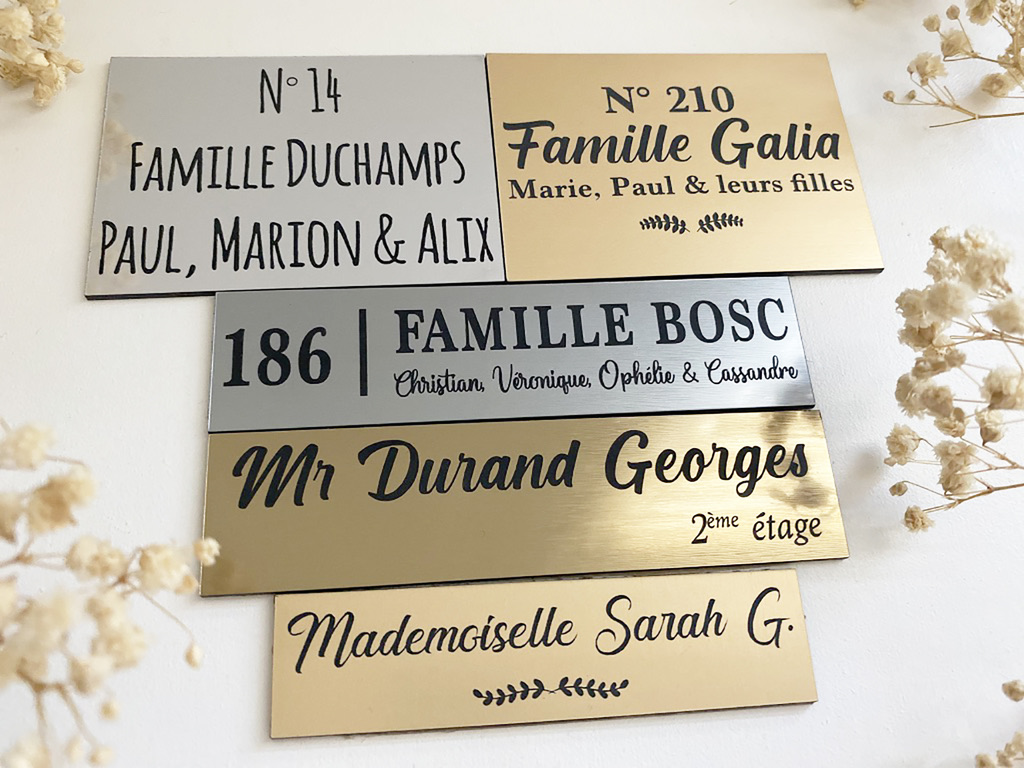 N° 14
FAMILLE DUCHAMPS
PAUL, MARION & ALIX
N° 210
Famille Galia
Marie, Paul & leurs filles
186 | FAMILLE BOSC
Christian, Véronique, Ophélie & Cassandre
Mr Durand Georges
2ème étage
Mademoiselle Sarah G.